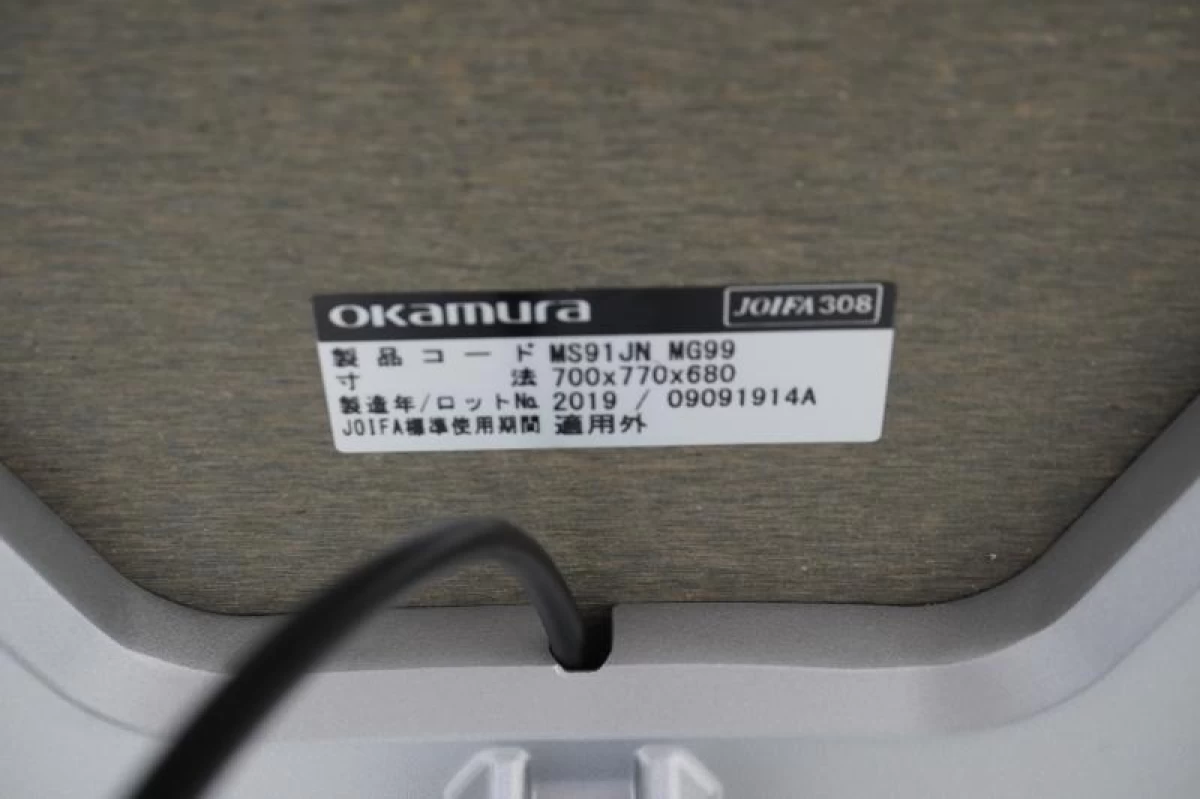 okamura JOIFA308
製品コード MS91JN MG99
寸法 700x770x680
製造年/ロット№ 2019 / 09091914A
JOIFA標準使用期間 適用外